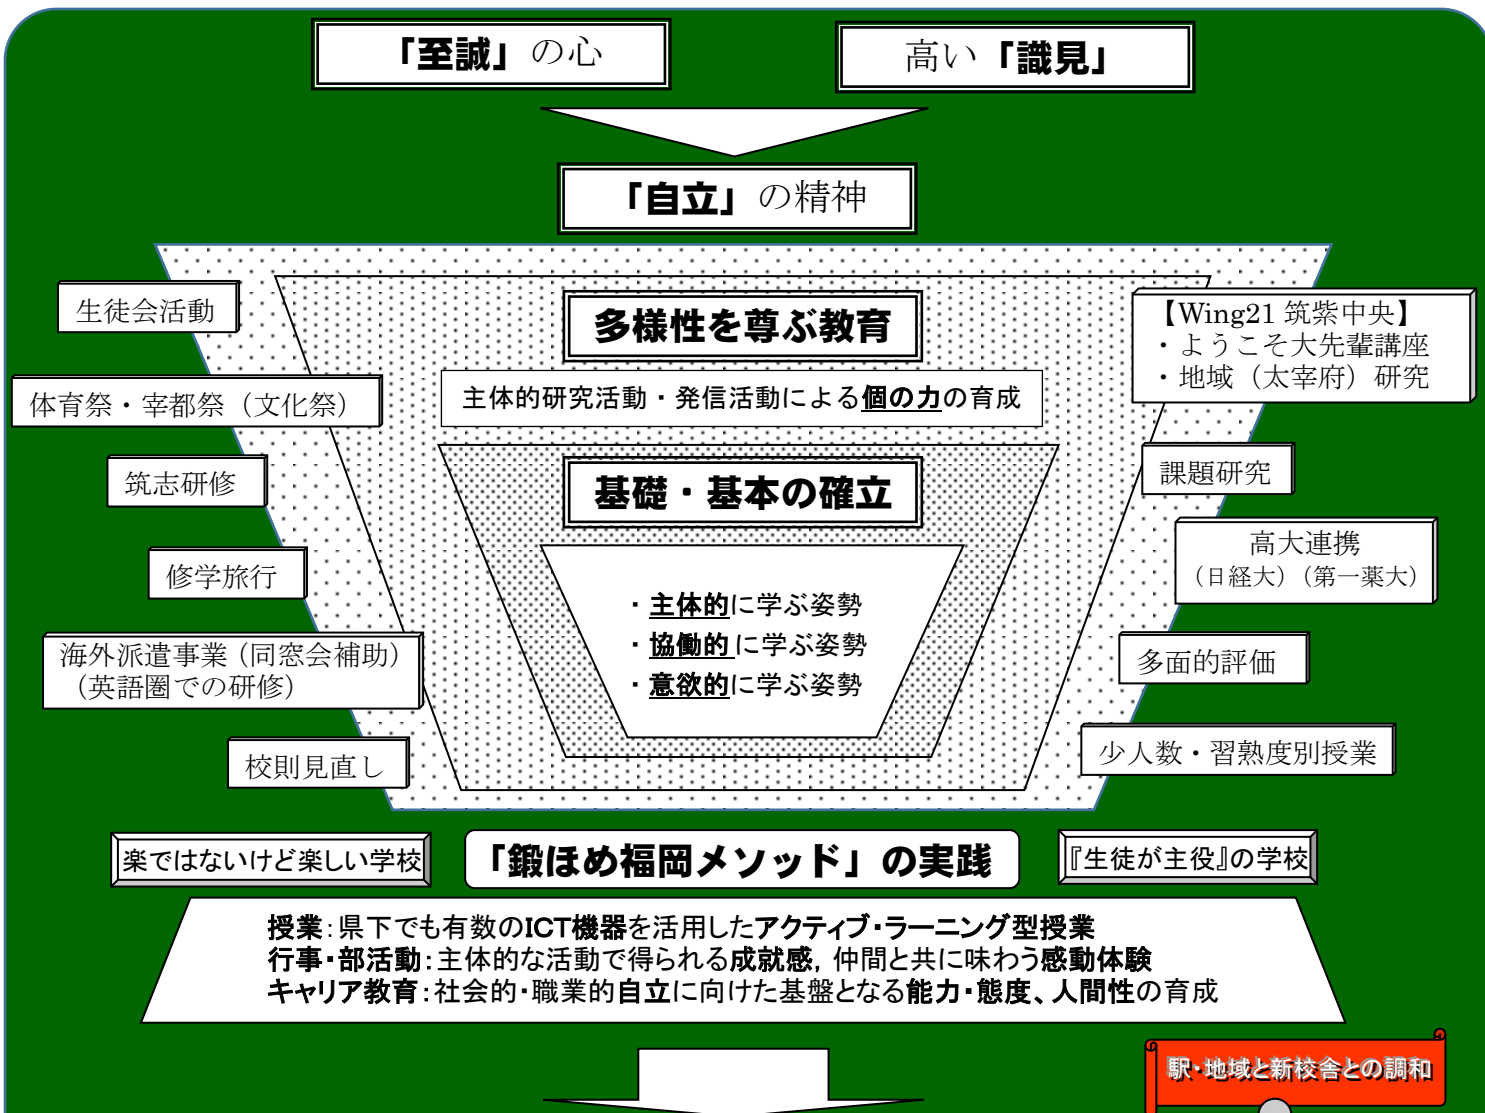 「至誠」の心
高い「識見」
「自立」の精神
生徒会活動
体育祭・宰都祭（文化祭）
筑志研修
修学旅行
海外派遣事業（同窓会補助）
（英語圏での研修）
校則見直し
多様性を尊ぶ教育
主体的研究活動・発信活動による個の力の育成
基礎・基本の確立
・主体的に学ぶ姿勢
・協働的に学ぶ姿勢
・意欲的に学ぶ姿勢
【Wing21 筑紫中央】
・ようこそ大先輩講座
・地域（太宰府）研究
課題研究
高大連携
（日経大）（第一薬大）
多面的評価
少人数・習熟度別授業
楽ではないけど楽しい学校
「鍛ほめ福岡メソッド」の実践
『生徒が主役』の学校
授業：県下でも有数のICT機器を活用したアクティブ・ラーニング型授業
行事・部活動：主体的な活動で得られる成就感，仲間と共に味わう感動体験
キャリア教育：社会的・職業的自立に向けた基盤となる能力・態度、人間性の育成
駅・地域と新校舎との調和